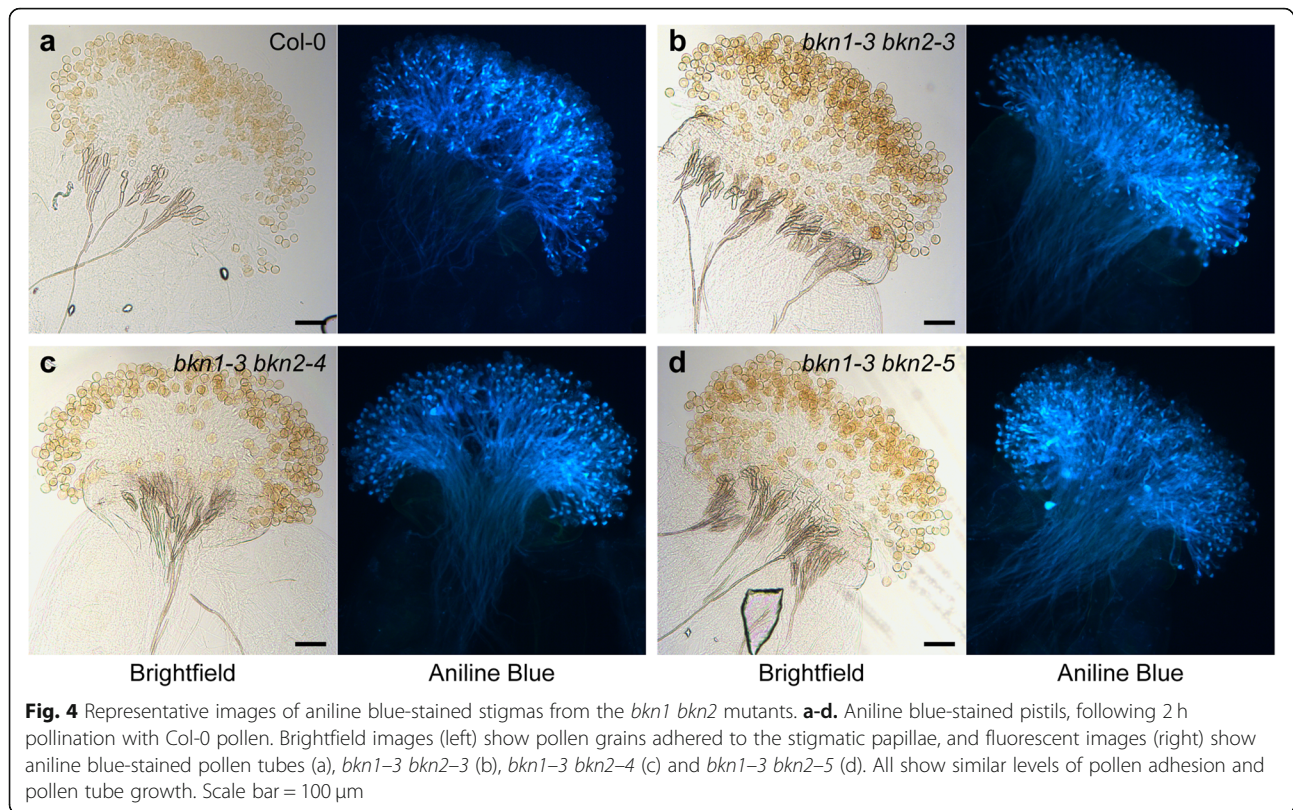 a Col-0
b bkn1-3 bkn2-3
c bkn1-3 bkn2-4
d bkn1-3 bkn2-5
Brightfield Aniline Blue Brightfield Aniline Blue
Fig. 4 Representative images of aniline blue-stained stigmas from the bkn1 bkn2 mutants. a-d. Aniline blue-stained pistils, following 2 h
pollination with Col-0 pollen. Brightfield images (left) show pollen grains adhered to the stigmatic papillae, and fluorescent images (right) show
aniline blue-stained pollen tubes (a), bkn1–3 bkn2–3 (b), bkn1–3 bkn2–4 (c) and bkn1–3 bkn2–5 (d). All show similar levels of pollen adhesion and
pollen tube growth. Scale bar = 100 μm